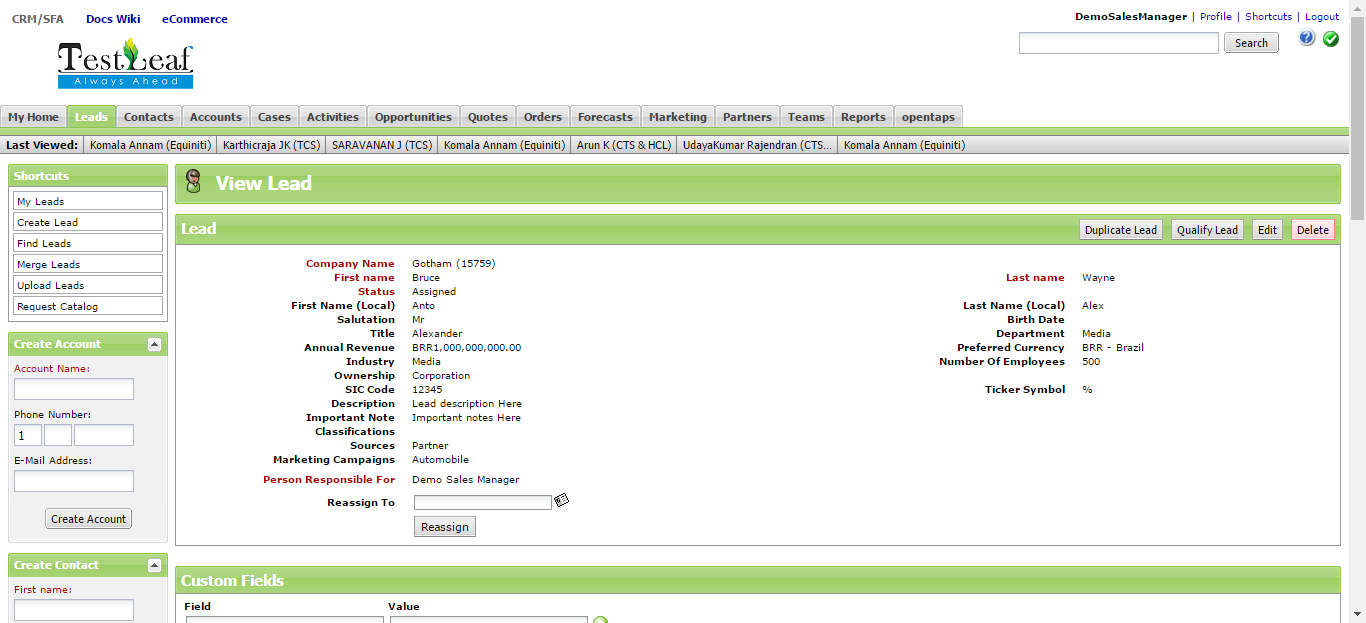 CRM/SFA Docs Wiki eCommerce
DemoSalesManager | Profile | Shortcuts | Logout
TestLeaf
Always Ahead
Search
My Home Leads Contacts Accounts Cases Activities Opportunities Quotes Orders Forecasts Marketing Partners Teams Reports opentaps
Last Viewed: Komala Annam (Equiniti) Karthicraja JK (TCS) SARAVANAN J (TCS) Komala Annam (Equiniti) Arun K (CTS & HCL) UdayaKumar Rajendran (CTS... Komala Annam (Equiniti)
Shortcuts
My Leads
Create Lead
Find Leads
Merge Leads
Upload Leads
Request Catalog
Create Account
Account Name:
Phone Number:
1
E-Mail Address:
Create Account
Create Contact
First name:
View Lead
Lead Duplicate Lead Qualify Lead Edit Delete
Company Name Gotham (15759)
First name Bruce Last name Wayne
Status Assigned
First Name (Local) Anto Last Name (Local) Alex
Salutation Mr Birth Date
Title Alexander Department Media
Annual Revenue BRR1,000,000,000.00 Preferred Currency BRR - Brazil
Industry Media Number Of Employees 500
Ownership Corporation
SIC Code 12345 Ticker Symbol %
Description Lead description Here
Important Note Important notes Here
Classifications
Sources Partner
Marketing Campaigns Automobile
Person Responsible For Demo Sales Manager
Reassign To
Reassign
Custom Fields
Field Value